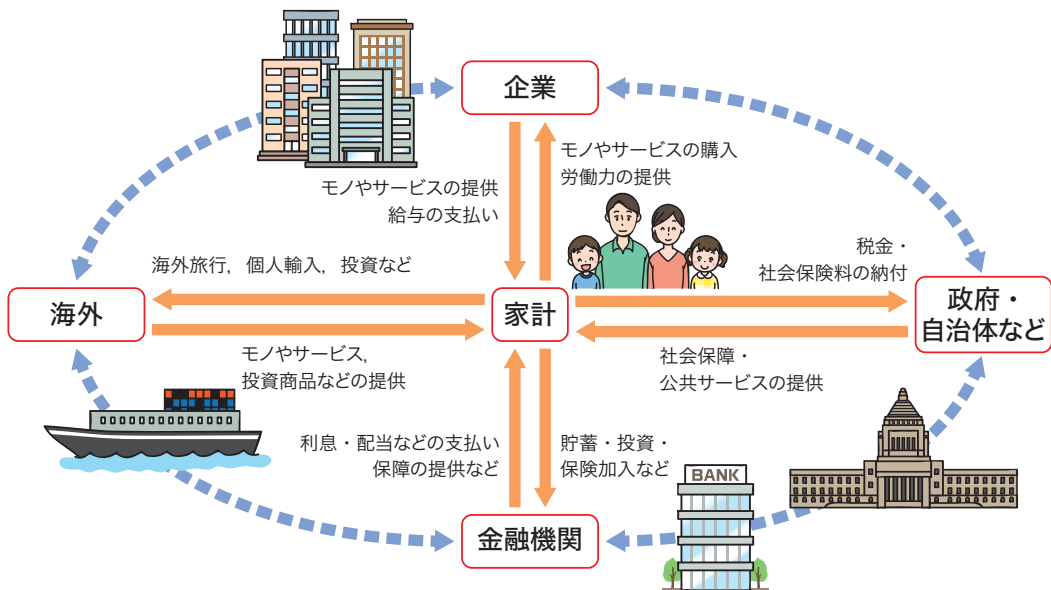 企業
モノやサービスの提供
給与の支払い
モノやサービスの購入
労働力の提供
海外旅行，個人輸入，投資など
税金・
社会保険料の納付
海外
家計
政府・
自治体など
モノやサービス，
投資商品などの提供
社会保障・
公共サービスの提供
利息・配当などの支払い
保障の提供など
貯蓄・投資・
保険加入など
BANK
金融機関